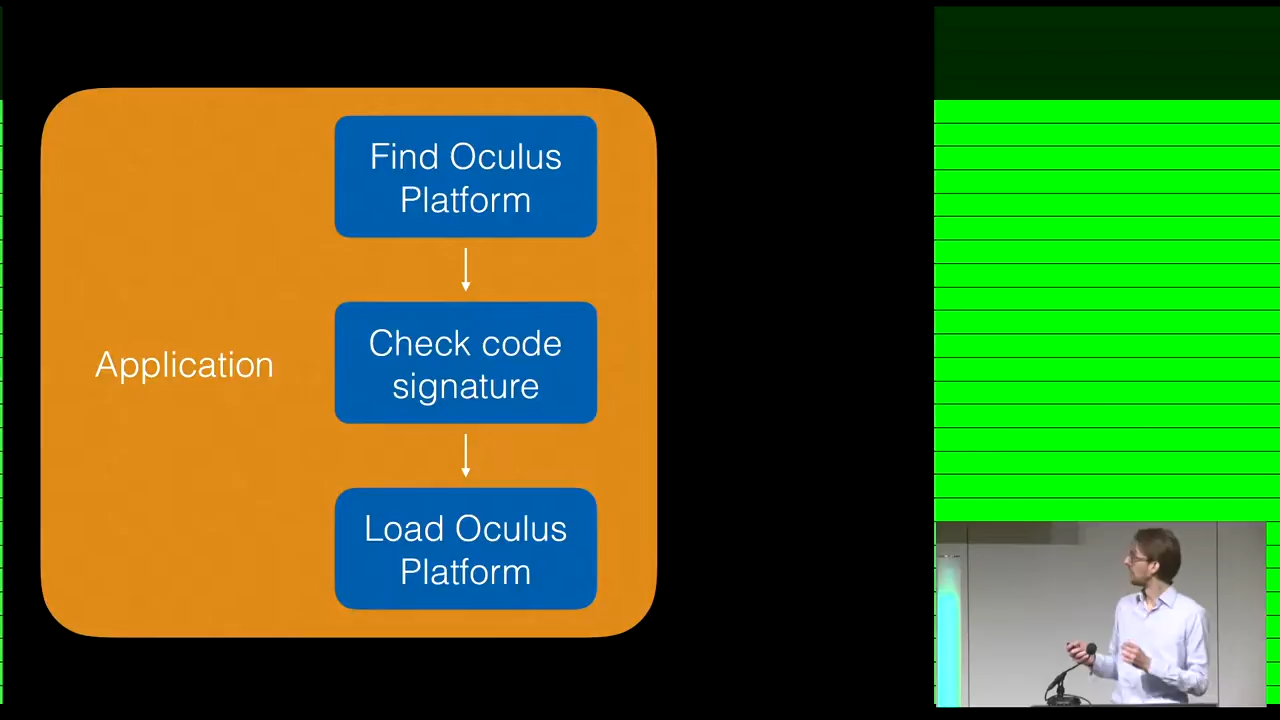 Find Oculus
Platform
Check code
signature
Application
Load Oculus
Platform